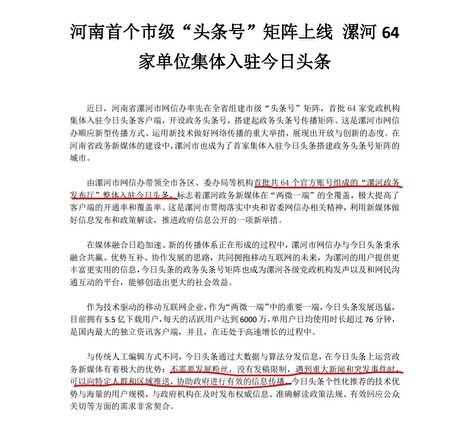 河南首个市级“头条号”矩阵上线 漯河 64
家单位集体入驻今日头条
近日，河南省漯河市网信办率先在全省组建市级“头条号”矩阵，首批 64 家党政机构
集体入驻今日头条客户端，开设政务头条号，搭建起政务头条号传播矩阵。这是漯河市网信
办顺应新型传播方式、运用新技术做好网络传播的重大举措，展现出开放与创新的态度。在
河南省政务新媒体的建设中，漯河市也成为了首家集体入驻今日头条搭建政务头条号矩阵的
城市。
由漯河市网信办带领全市各区、委办局等机构首批共 64 个官方账号组成的“漯河政务
发布厅”整体入驻今日头条，标志着漯河政务新媒体在“两微一端”的全覆盖，极大提高了
客户端的开通率和覆盖率。这是漯河市贯彻落实中央和省委网信办相关精神，利用新媒体做
好信息发布和政策解读，推进政府信息公开的一项新举措。
在媒体融合日趋加速、新的传播体系正在形成的过程中，漯河市网信办与今日头条秉承
融合共赢、优势互补、协作发展的思路，共同拥抱移动互联网的未来，为漯河的用户提供更
丰富更实用的信息，今日头条的政务头条号矩阵也成为漯河各级党政机构发声以及和网民沟
通互动的平台，能够创造出更大的社会效益。
作为技术驱动的移动互联网企业，作为“两微一端”中的重要一端，今日头条发展迅猛，
目前拥有 5.5 亿下载用户，每天的活跃用户达到 6000 万，单用户日均使用时长超过 76 分钟，
是国内最大的独立资讯客户端，并且，在还处于高速增长的过程中。
与传统人工编辑方式不同，今日头条通过大数据与算法分发信息，在今日头条上运营政
务新媒体有着极大的优势：不需要发展粉丝，没有发稿限制，遇到重大新闻和突发事件时，
可以向特定人群和区域推送，协助政府进行有效的信息传播。今日头条个性化推荐的技术优
势与海量的用户规模，与政府机构在及时发布权威信息、准确解读政策法规、有效回应公众
关切等方面的需求非常契合。